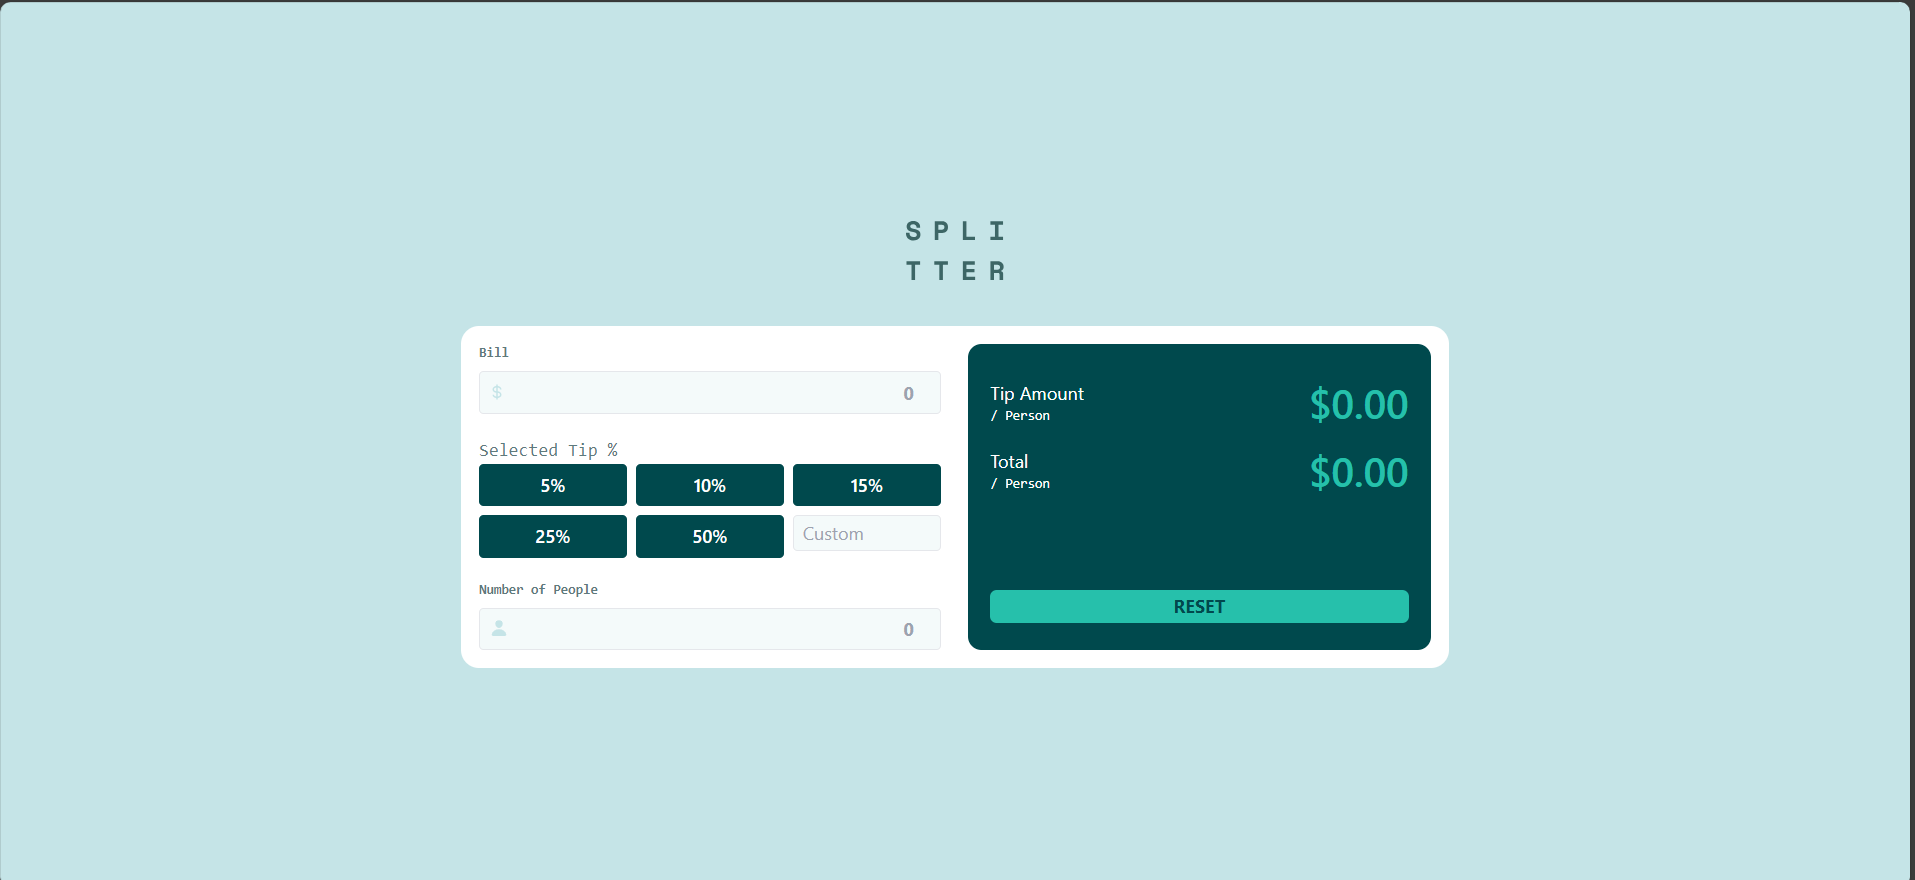 SPLI
TTER
Bill
$ 0
Selected Tip %
5% 10% 15%
25% 50% Custom
Number of People
0
Tip Amount
/ Person
$0.00
Total
/ Person
$0.00
RESET